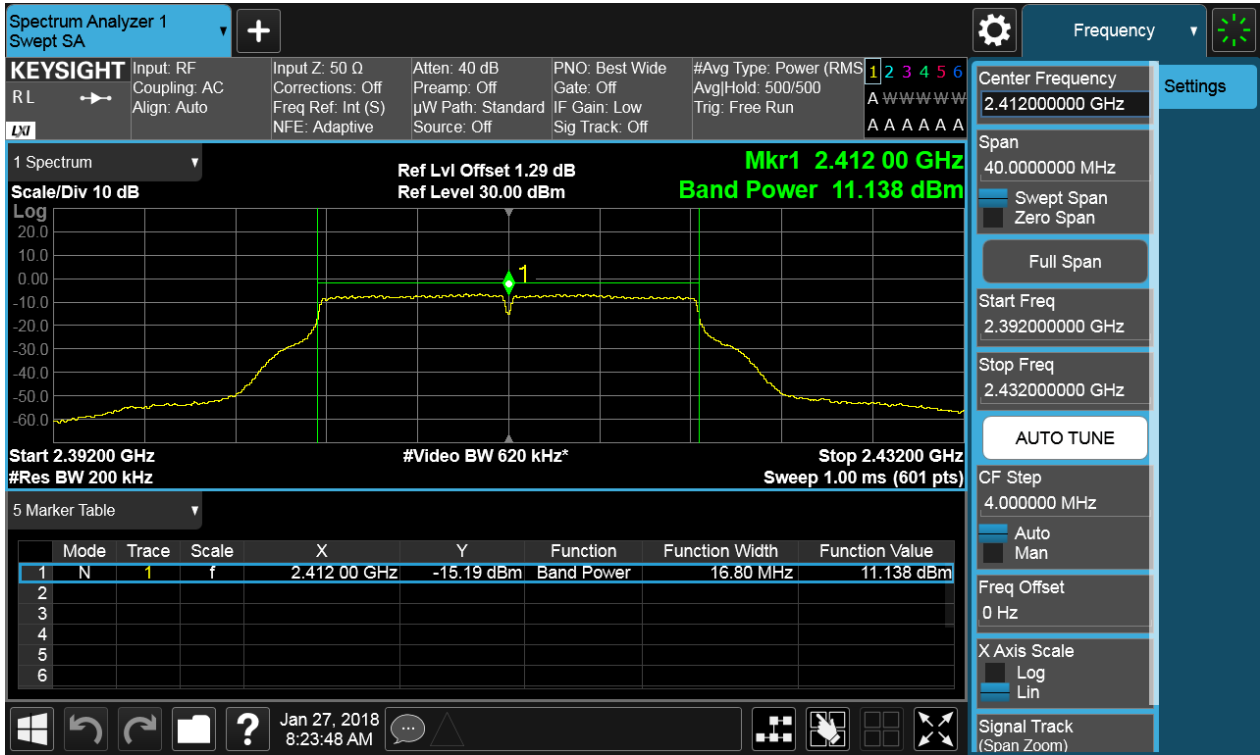 Spectrum Analyzer 1
Swept SA
+
Frequency
KEYSIGHT
R L
LXI
Input: RF
Coupling: AC
Align: Auto
Input Z: 50 Ω
Corrections: Off
Freq Ref: Int (S)
NFE: Adaptive
Atten: 40 dB
Preamp: Off
µW Path: Standard
Source: Off
PNO: Best Wide
Gate: Off
IF Gain: Low
Sig Track: Off
#Avg Type: Power (RMS
Avg|Hold: 500/500
Trig: Free Run
1 2 3 4 5 6
A W W W W W
A A A A A A
1 Spectrum
Scale/Div 10 dB
Ref Lvl Offset 1.29 dB
Ref Level 30.00 dBm
Mkr1 2.412 00 GHz
Band Power 11.138 dBm
Log
20.0
10.0
0.00
-10.0
-20.0
-30.0
-40.0
-50.0
-60.0
1
Start 2.39200 GHz
#Video BW 620 kHz*
Stop 2.43200 GHz
#Res BW 200 kHz
Sweep 1.00 ms (601 pts)
5 Marker Table
Mode Trace Scale X Y Function Function Width Function Value
1 N 1 f 2.412 00 GHz -15.19 dBm Band Power 16.80 MHz 11.138 dBm
2
3
4
5
6
?
Jan 27, 2018
8:23:48 AM
Center Frequency
2.412000000 GHz
Settings
Span
40.0000000 MHz
Swept Span
Zero Span
Full Span
Start Freq
2.392000000 GHz
Stop Freq
2.432000000 GHz
AUTO TUNE
CF Step
4.000000 MHz
Auto
Man
Freq Offset
0 Hz
X Axis Scale
Log
Lin
Signal Track
(Span Zoom)